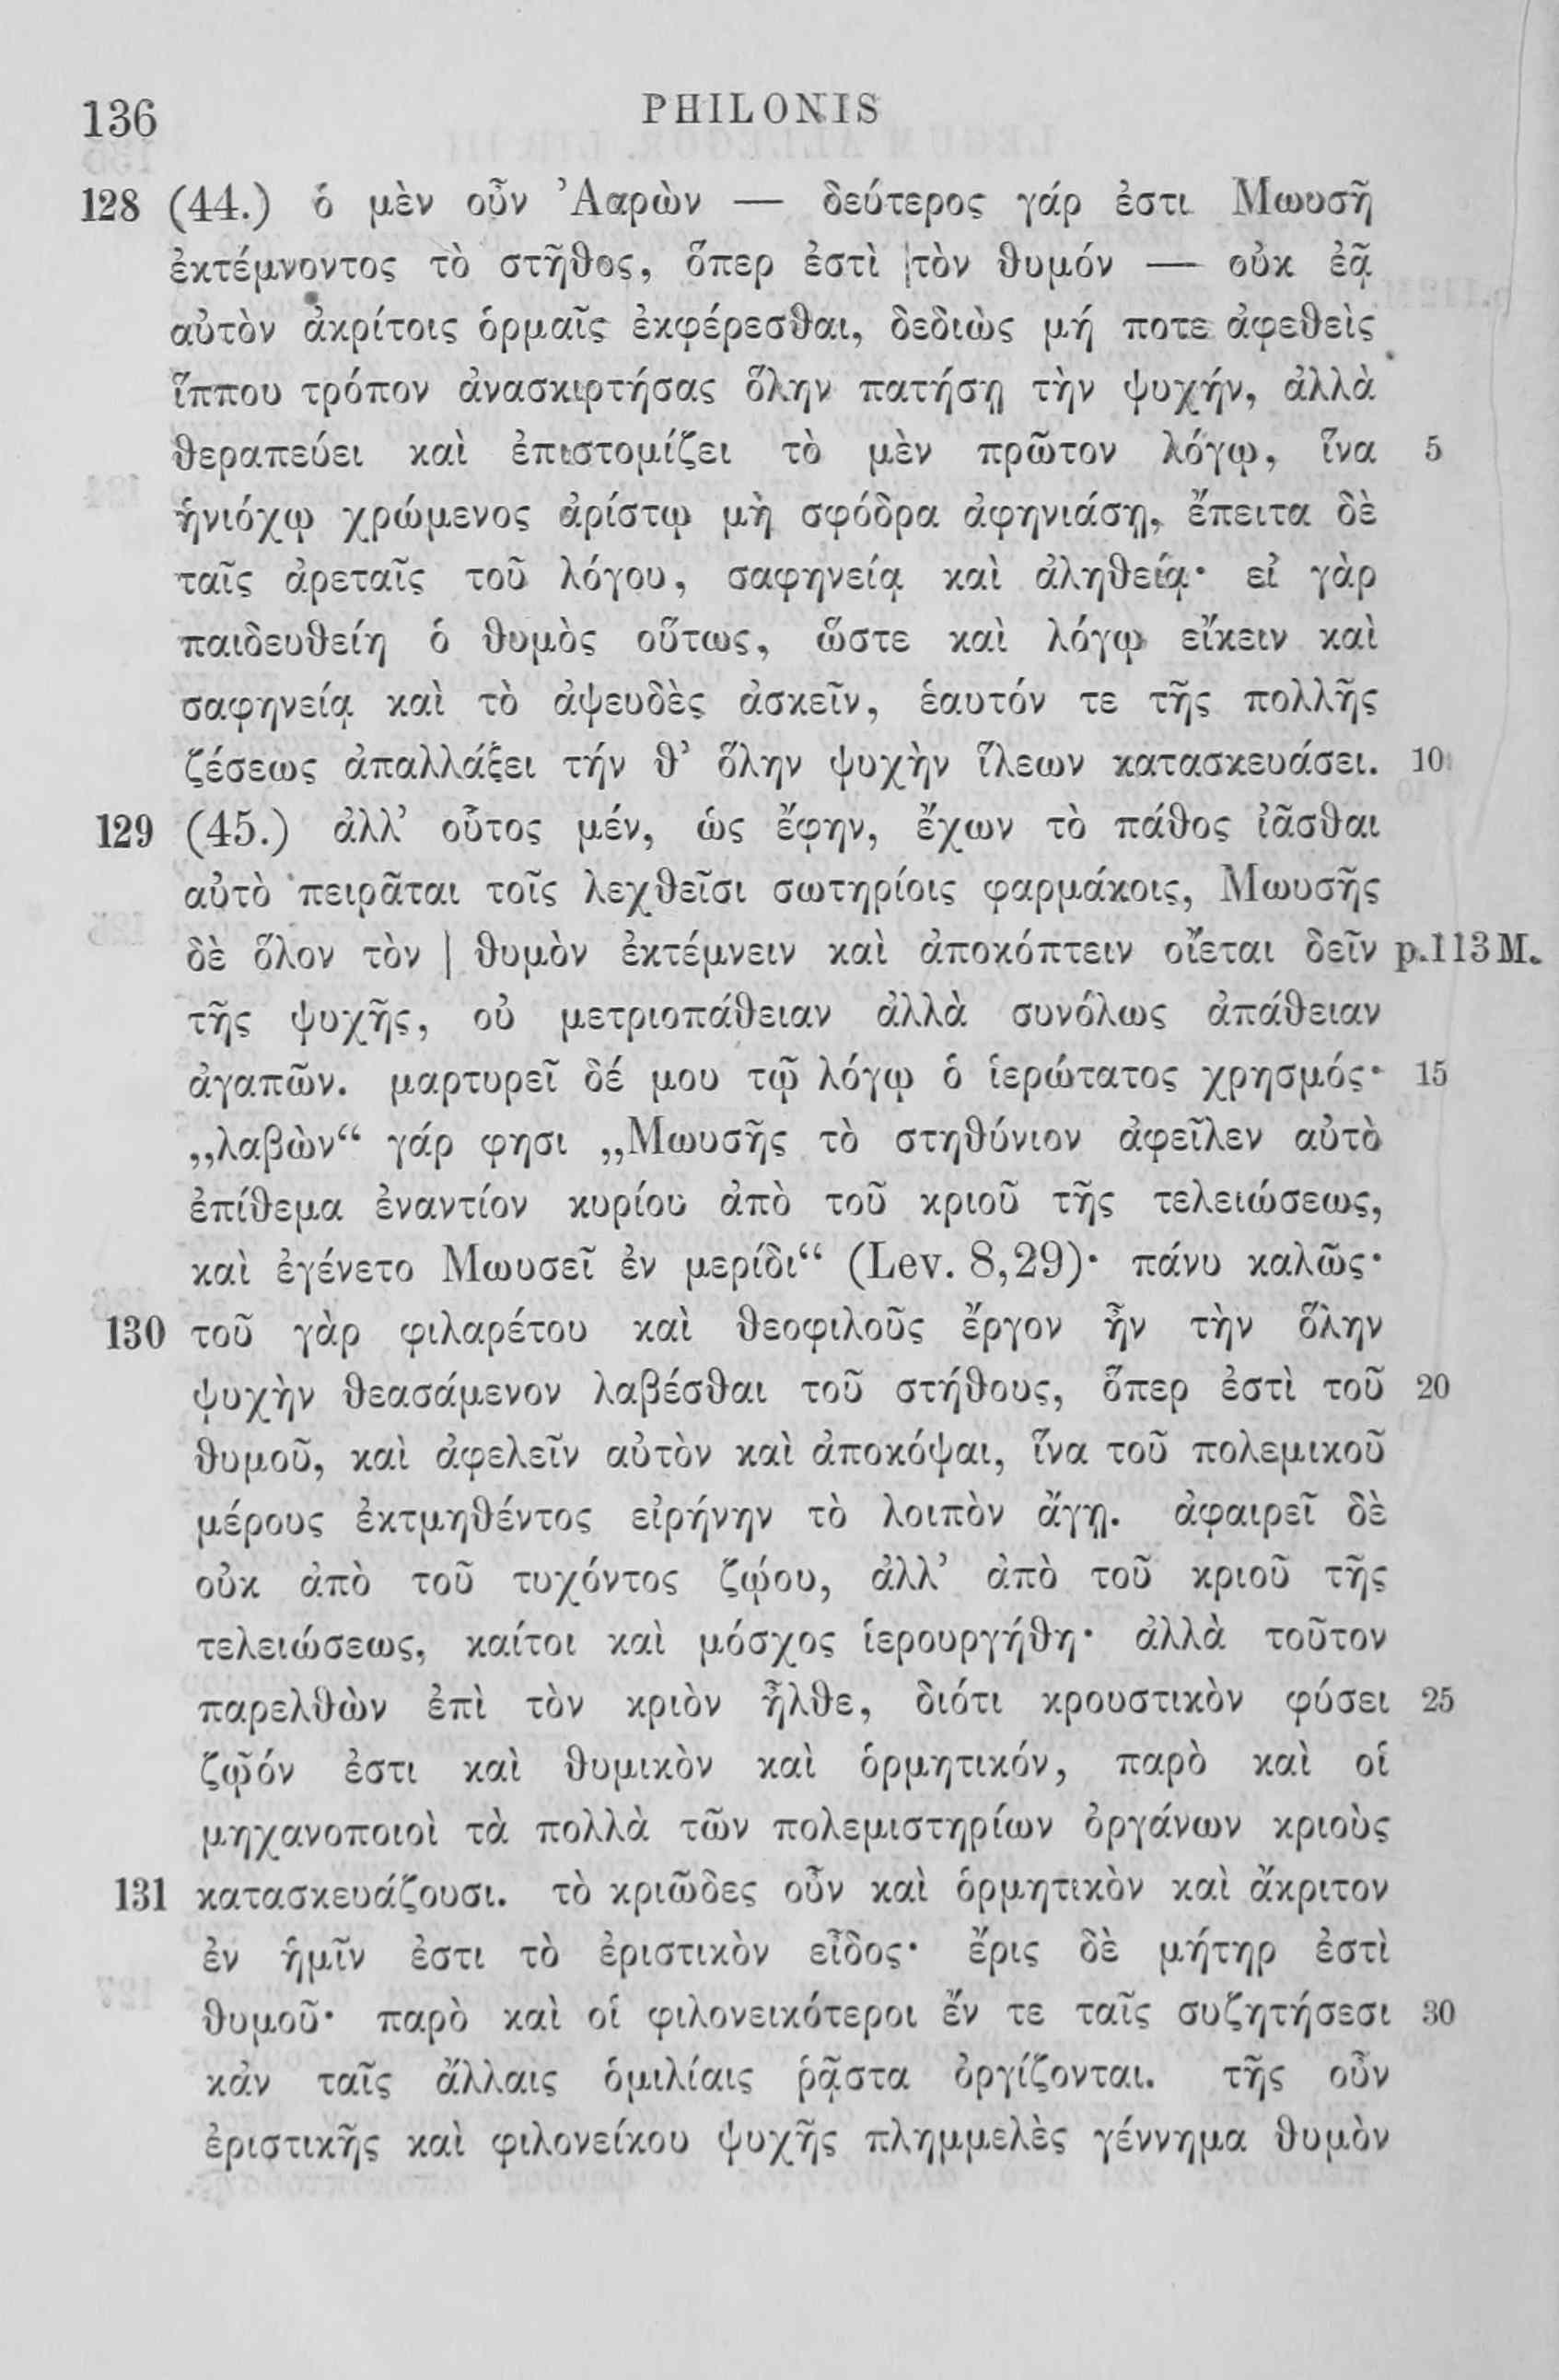 136 PHILONIS
128 (44.) ὁ μὲν οὖν Ἀαρὼν — δεύτερος γάρ ἐστι Μωυσῆ
ἐκτέμνοντος τὸ στῆθος, ὅπερ ἐστὶ |τὸν θυμόν — οὐκ ἐᾷ
αὐτὸν ἀκρίτοις ὁρμαῖς ἐκφέρεσθαι, δεδιὼς μή ποτε ἀφεθεὶς
ἵππου τρόπον ἀνασκιρτήσας ὅλην πατήσῃ τὴν ψυχήν, ἀλλὰ
θεραπεύει καὶ ἐπιστομίζει τὸ μὲν πρῶτον λόγῳ, ἵνα 5
ἡνιόχῳ χρώμενος ἀρίστῳ μὴ σφόδρα ἀφηνιάσῃ, ἔπειτα δὲ
ταῖς ἀρεταῖς τοῦ λόγου, σαφηνείᾳ καὶ ἀληθείᾳ· εἰ γὰρ
παιδευθείη ὁ θυμὸς οὕτως, ὥστε καὶ λόγῳ εἴκειν καὶ
σαφηνείᾳ καὶ τὸ ἀψευδὲς ἀσκεῖν, ἑαυτόν τε τῆς πολλῆς
ζέσεως ἀπαλλάξει τήν θ’ ὅλην ψυχὴν ἵλεων κατασκευάσει. 10
129 (45.) ἀλλ’ οὗτος μέν, ὡς ἔφην, ἔχων τὸ πάθος ἰᾶσθαι
αὐτὸ πειρᾶται τοῖς λεχθεῖσι σωτηρίοις φαρμάκοις, Μωυσῆς
δὲ ὅλον τὸν | θυμὸν ἐκτέμνειν καὶ ἀποκόπτειν οἴεται δεῖν p.113 M.
τῆς ψυχῆς, οὐ μετριοπάθειαν ἀλλὰ συνόλως ἀπάθειαν
ἀγαπῶν. μαρτυρεῖ δέ μου τῷ λόγῳ ὁ ἱερώτατος χρησμός· 15
„λαβὼν“ γάρ φησι „Μωυσῆς τὸ στηθύνιον ἀφεῖλεν αὐτὸ
ἐπίθεμα ἐναντίον κυρίου ἀπὸ τοῦ κριοῦ τῆς τελειώσεως,
καὶ ἐγένετο Μωυσεῖ ἐν μερίδι“ (Lev. 8,29)· πάνυ καλῶς·
130 τοῦ γὰρ φιλαρέτου καὶ θεοφιλοῦς ἔργον ἦν τὴν ὅλην
ψυχὴν θεασάμενον λαβέσθαι τοῦ στήθους, ὅπερ ἐστὶ τοῦ 20
θυμοῦ, καὶ ἀφελεῖν αὐτὸν καὶ ἀποκόψαι, ἵνα τοῦ πολεμικοῦ
μέρους ἐκτμηθέντος εἰρήνην τὸ λοιπὸν ἄγῃ. ἀφαιρεῖ δὲ
οὐκ ἀπὸ τοῦ τυχόντος ζῴου, ἀλλ’ ἀπὸ τοῦ κριοῦ τῆς
τελειώσεως, καίτοι καὶ μόσχος ἱερουργήθη· ἀλλὰ τοῦτον
παρελθὼν ἐπὶ τὸν κριὸν ἦλθε, διότι κρουστικὸν φύσει 25
ζῷόν ἐστι καὶ θυμικὸν καὶ ὁρμητικόν, παρὸ καὶ οἱ
μηχανοποιοὶ τὰ πολλὰ τῶν πολεμιστηρίων ὀργάνων κριοὺς
131 κατασκευάζουσι. τὸ κριῶδες οὖν καὶ ὁρμητικὸν καὶ ἄκριτον
ἐν ἡμῖν ἐστι τὸ ἐριστικὸν εἶδος· ἔρις δὲ μήτηρ ἐστὶ
θυμοῦ· παρὸ καὶ οἱ φιλονεικότεροι ἔν τε ταῖς συζητήσεσι 30
κἀν ταῖς ἄλλαις ὁμιλίαις ῥᾷστα ὀργίζονται. τῆς οὖν
ἐριστικῆς καὶ φιλονείκου ψυχῆς πλημμελὲς γέννημα θυμὸν